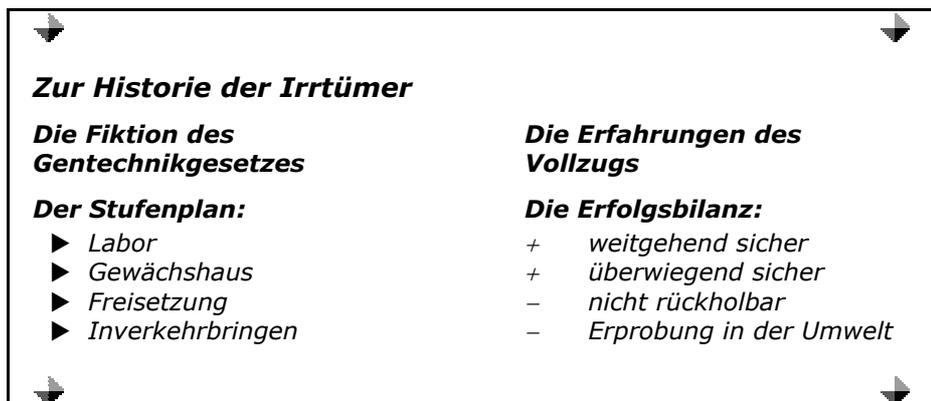 Zur Historie der Irrtümer
Die Fiktion des
Gentechnikgesetzes
Der Stufenplan:
▶ Labor
▶ Gewächshaus
▶ Freisetzung
▶ Inverkehrbringen
Die Erfahrungen des
Vollzugs
Die Erfolgsbilanz:
+ weitgehend sicher
+ überwiegend sicher
– nicht rückholbar
– Erprobung in der Umwelt